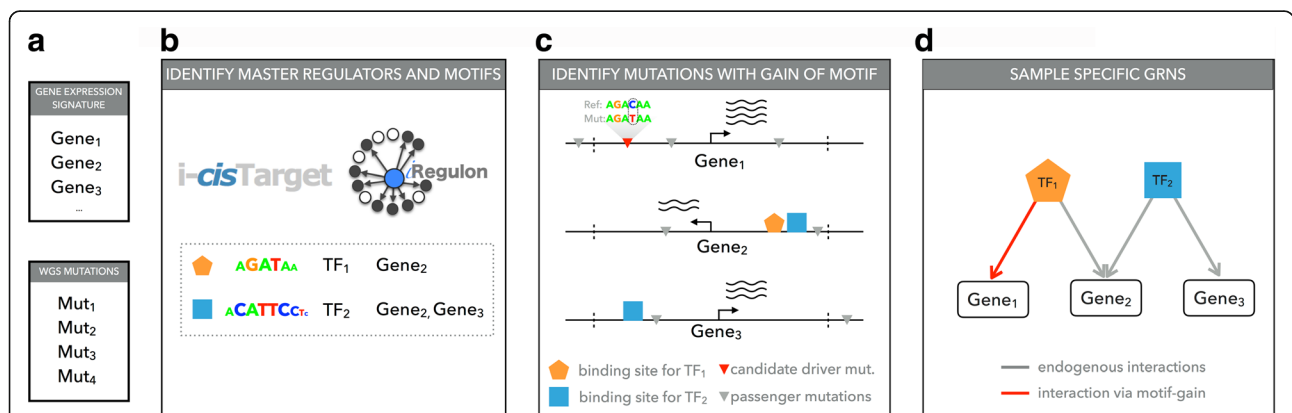 a
GENE EXPRESSION
SIGNATURE
Gene1
Gene2
Gene3
...
WGS MUTATIONS
Mut1
Mut2
Mut3
Mut4
b
IDENTIFY MASTER REGULATORS AND MOTIFS
i-cisTarget
iRegulon
AGATAA TF1 Gene2
ACATTCCTc TF2 Gene2, Gene3
c
IDENTIFY MUTATIONS WITH GAIN OF MOTIF
Ref: AGACAA
Mut: AGATAA
Gene1
Gene2
Gene3
binding site for TF1 candidate driver mut.
binding site for TF2 passenger mutations
d
SAMPLE SPECIFIC GRNS
TF1 TF2
Gene1 Gene2 Gene3
endogenous interactions
interaction via motif-gain